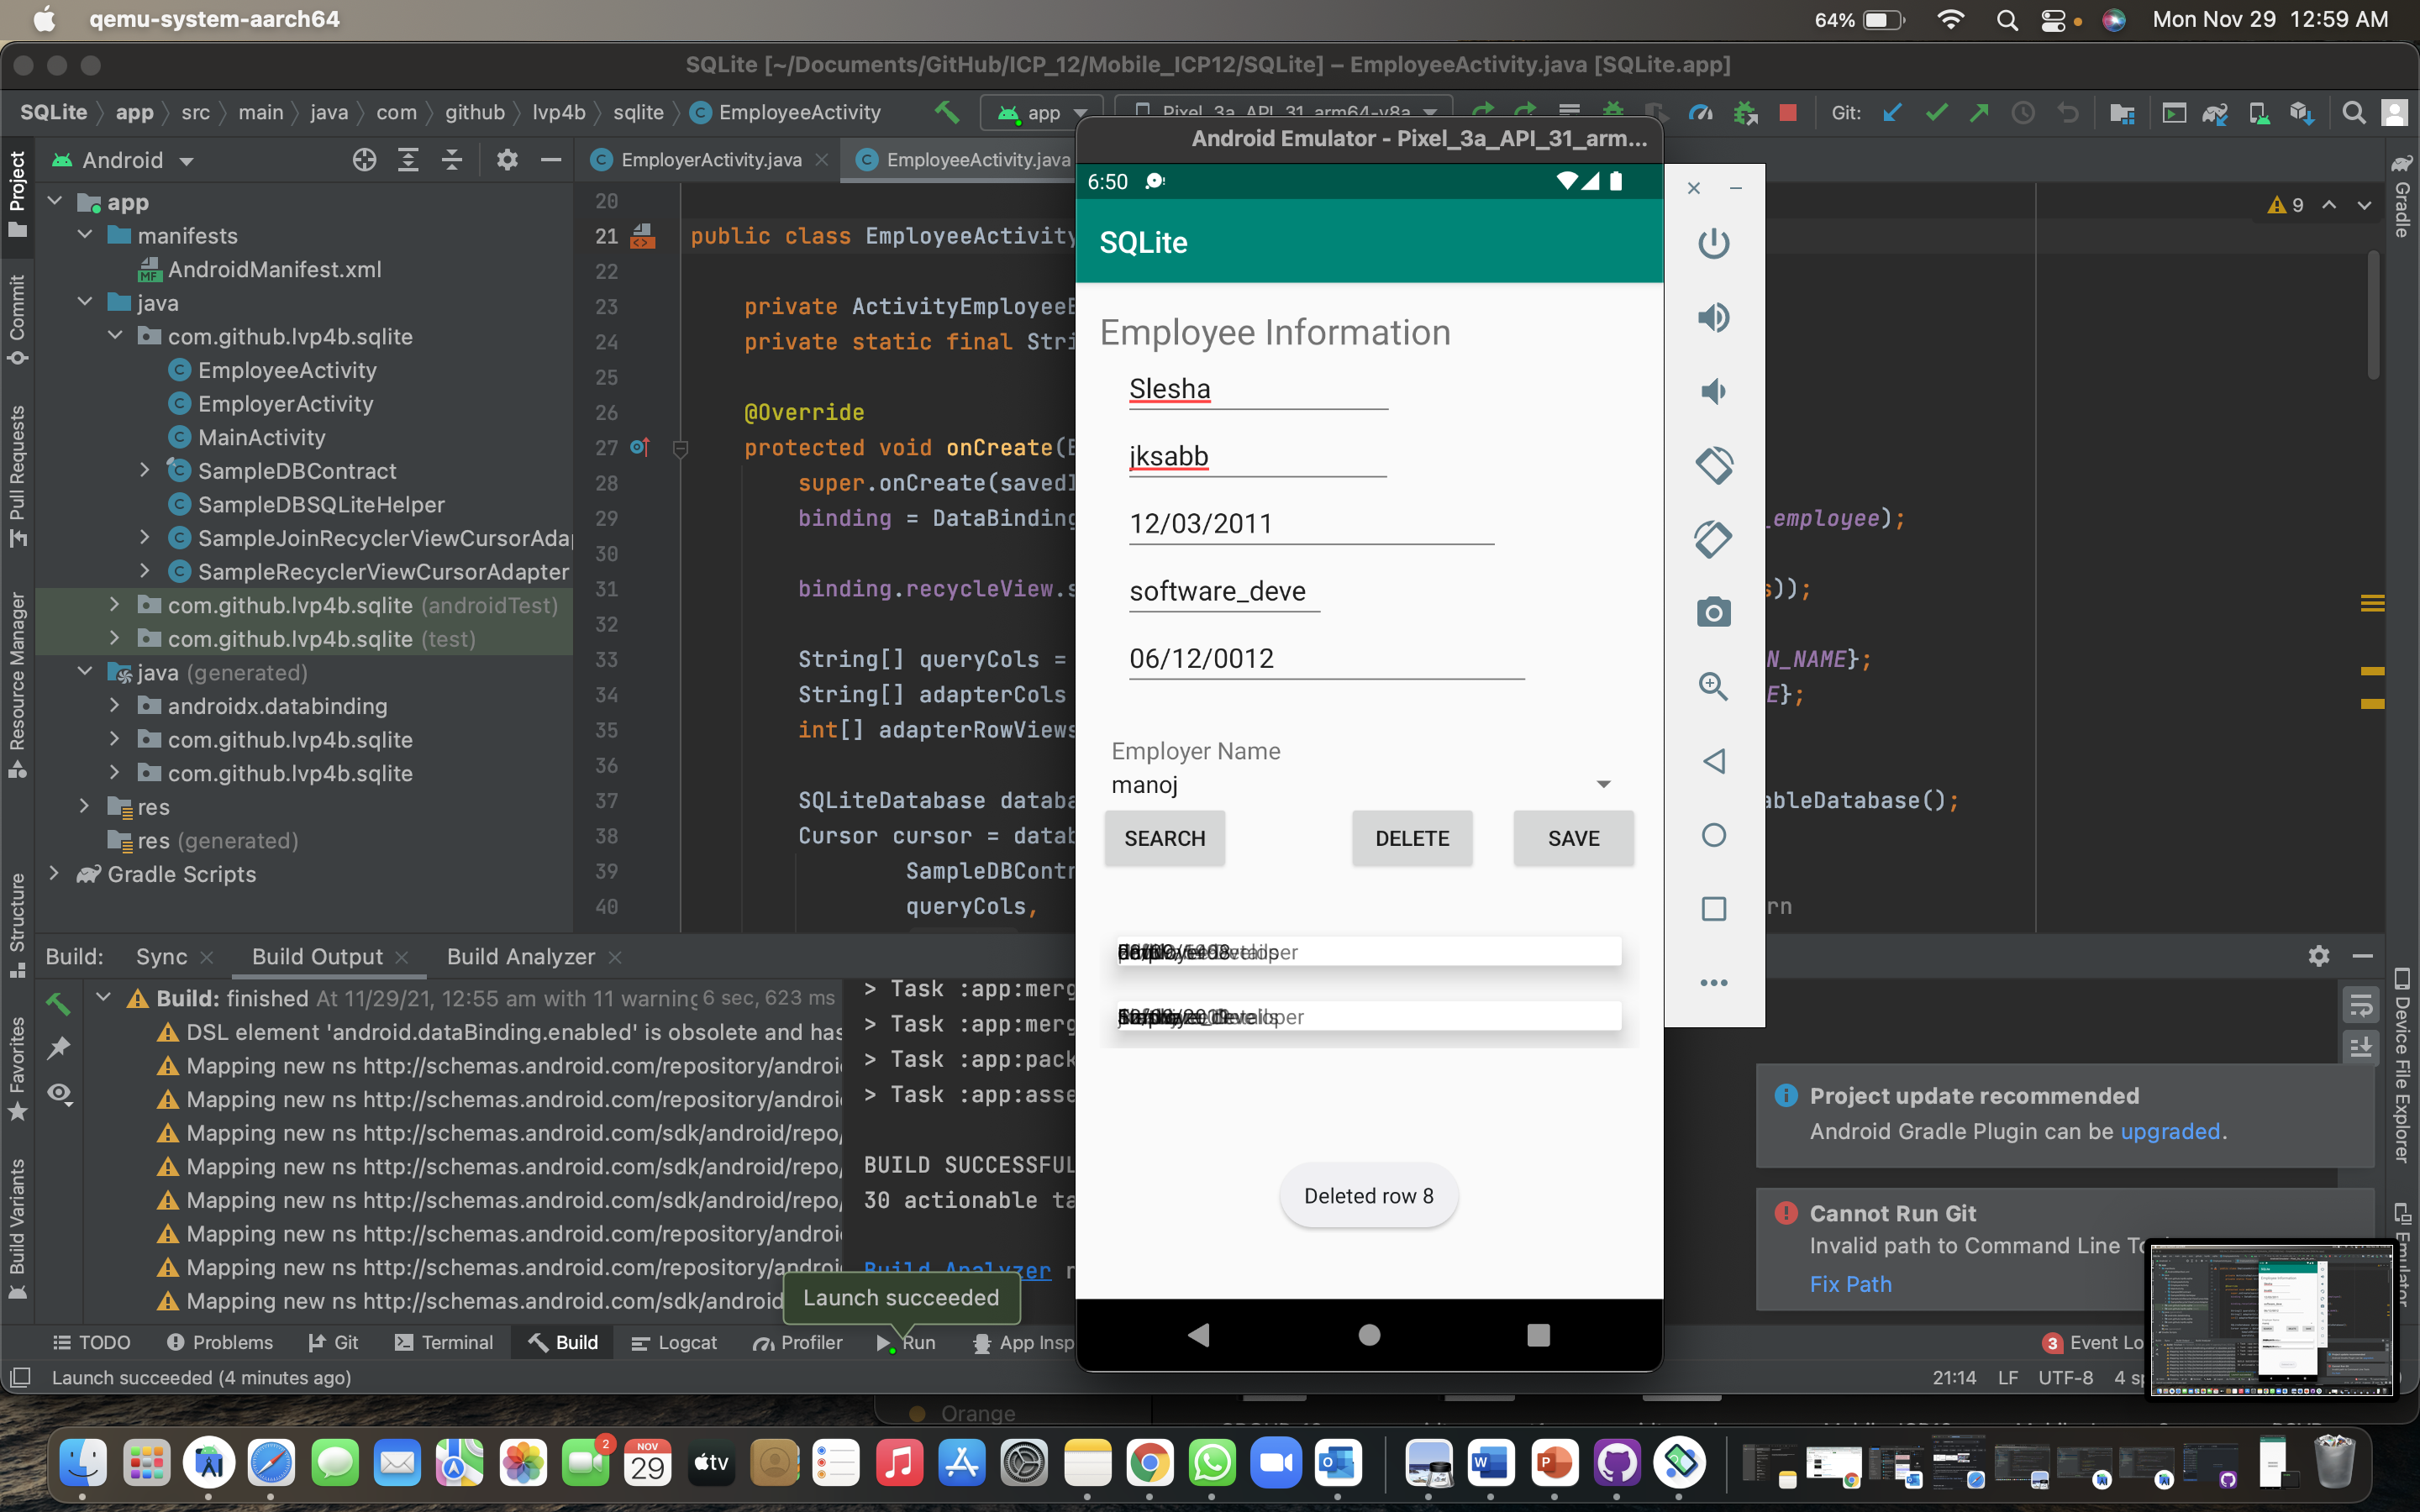 qemu-system-aarch64
64%
Mon Nov 29 12:59 AM
SQLite [~/Documents/GitHub/ICP_12/Mobile_ICP12/SQLite] – EmployeeActivity.java [SQLite.app]
SQLite app src main java com github lvp4b sqlite EmployeeActivity
app
Pixel_3a_API_31_arm64-v8a
Git:
Project
Commit
Pull Requests
Resource Manager
Structure
Favorites
Build Variants
Android
app
manifests
AndroidManifest.xml
java
com.github.lvp4b.sqlite
EmployeeActivity
EmployerActivity
MainActivity
SampleDBContract
SampleDBSQLiteHelper
SampleJoinRecyclerViewCursorAda
SampleRecyclerViewCursorAdapter
com.github.lvp4b.sqlite (androidTest)
com.github.lvp4b.sqlite (test)
java (generated)
androidx.databinding
com.github.lvp4b.sqlite
com.github.lvp4b.sqlite
res
res (generated)
Gradle Scripts
EmployerActivity.java
EmployeeActivity.java
20
21 public class EmployeeActivity
22
23 private ActivityEmployee
24 private static final Stri
25
26 @Override
27 protected void onCreate(
28 super.onCreate(saved
29 binding = DataBinding _employee);
30
31 binding.recycleView.s s));
32
33 String[] queryCols = N_NAME};
34 String[] adapterCols E};
35 int[] adapterRowViews
36
37 SQLiteDatabase databa ableDatabase();
38 Cursor cursor = datab
39 SampleDBContr
40 queryCols, rn
9
Gradle
Device File Explorer
Emulator
Android Emulator - Pixel_3a_API_31_arm...
6:50
SQLite
Employee Information
Slesha
jksabb
12/03/2011
software_deve
06/12/0012
Employer Name
manoj
SEARCH
DELETE
SAVE
Deleted row 8
Build:
Sync
Build Output
Build Analyzer
Build: finished At 11/29/21, 12:55 am with 11 warning 6 sec, 623 ms
DSL element 'android.dataBinding.enabled' is obsolete and has
Mapping new ns http://schemas.android.com/repository/androi
Mapping new ns http://schemas.android.com/repository/androi
Mapping new ns http://schemas.android.com/sdk/android/repo/
Mapping new ns http://schemas.android.com/sdk/android/repo/
Mapping new ns http://schemas.android.com/sdk/android/repo/
Mapping new ns http://schemas.android.com/repository/androi
Mapping new ns http://schemas.android.com/repository/androi
Mapping new ns http://schemas.android.com/sdk/android
> Task :app:merg
> Task :app:merg
> Task :app:pack
> Task :app:asse
BUILD SUCCESSFUL
30 actionable ta
Build Analyzer
Launch succeeded
Project update recommended
Android Gradle Plugin can be upgraded.
Cannot Run Git
Invalid path to Command Line To
Fix Path
TODO
Problems
Git
Terminal
Build
Logcat
Profiler
Run
App Insp
3 Event Lo
Launch succeeded (4 minutes ago)
21:14 LF UTF-8 4 sp
Orange
2
NOV
29
tv